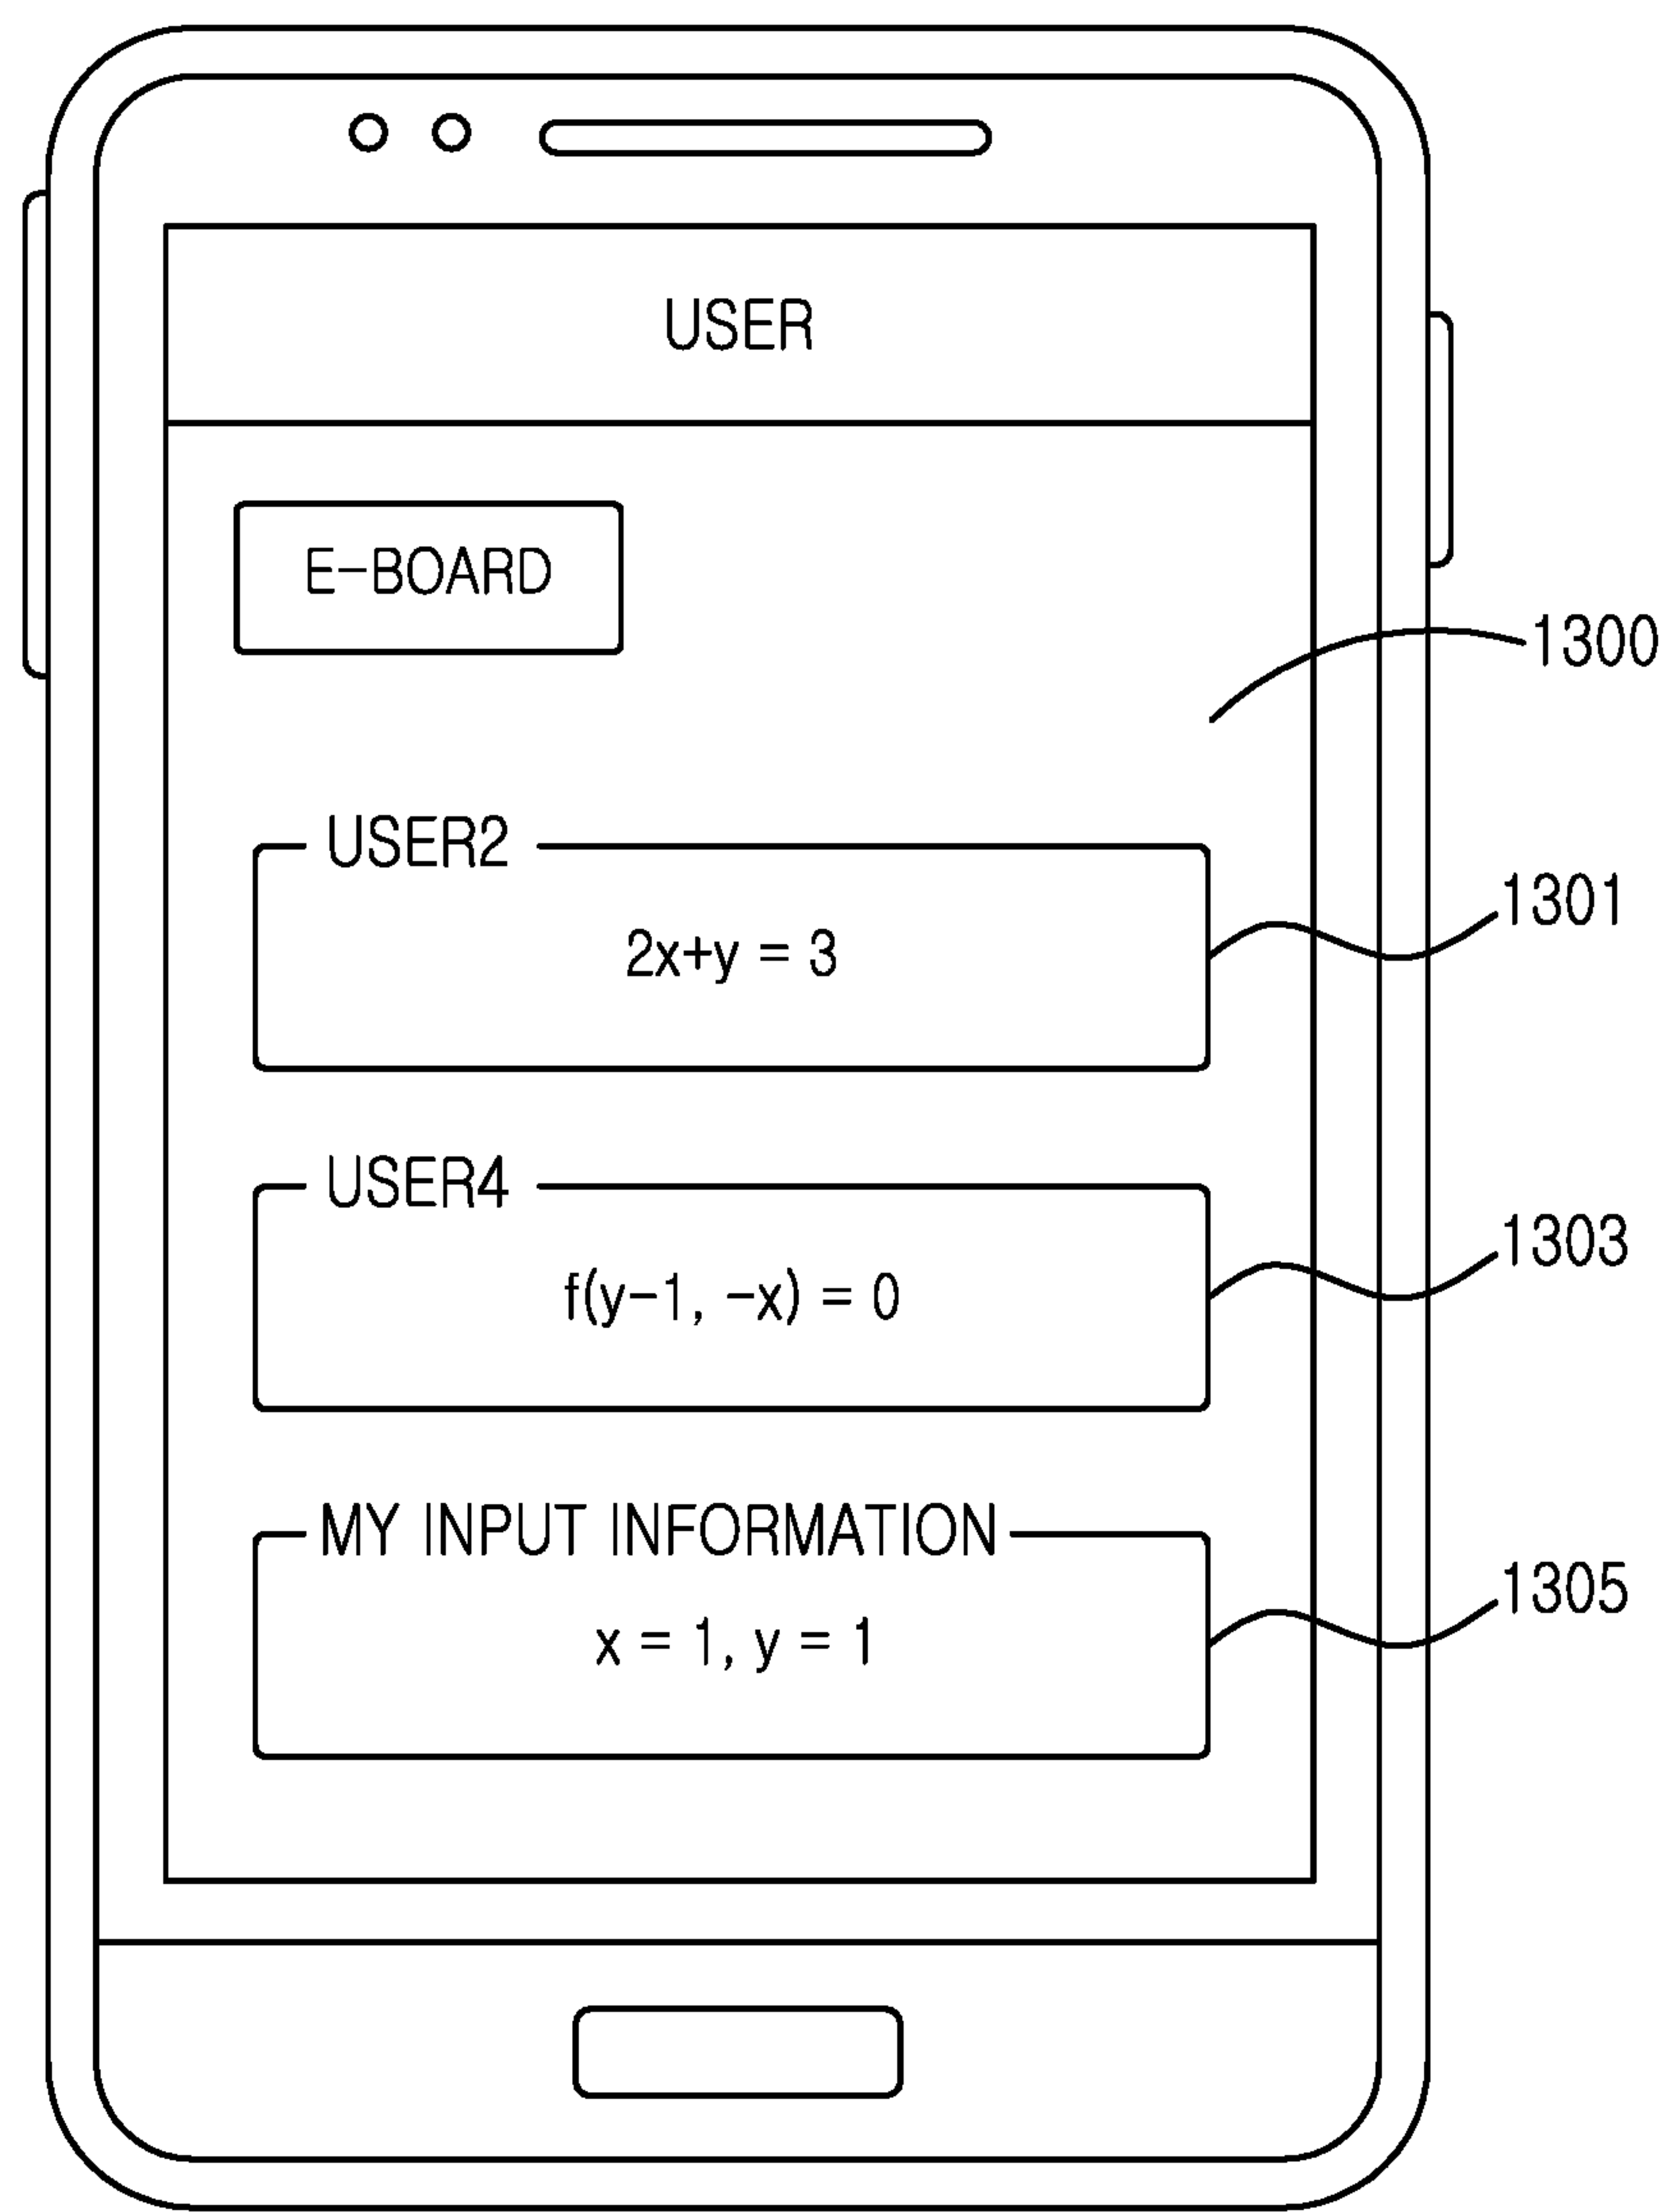 USER
E-BOARD
1300
USER2
2x+y = 3
1301
USER4
f(y-1, -x) = 0
1303
MY INPUT INFORMATION
x = 1, y = 1
1305